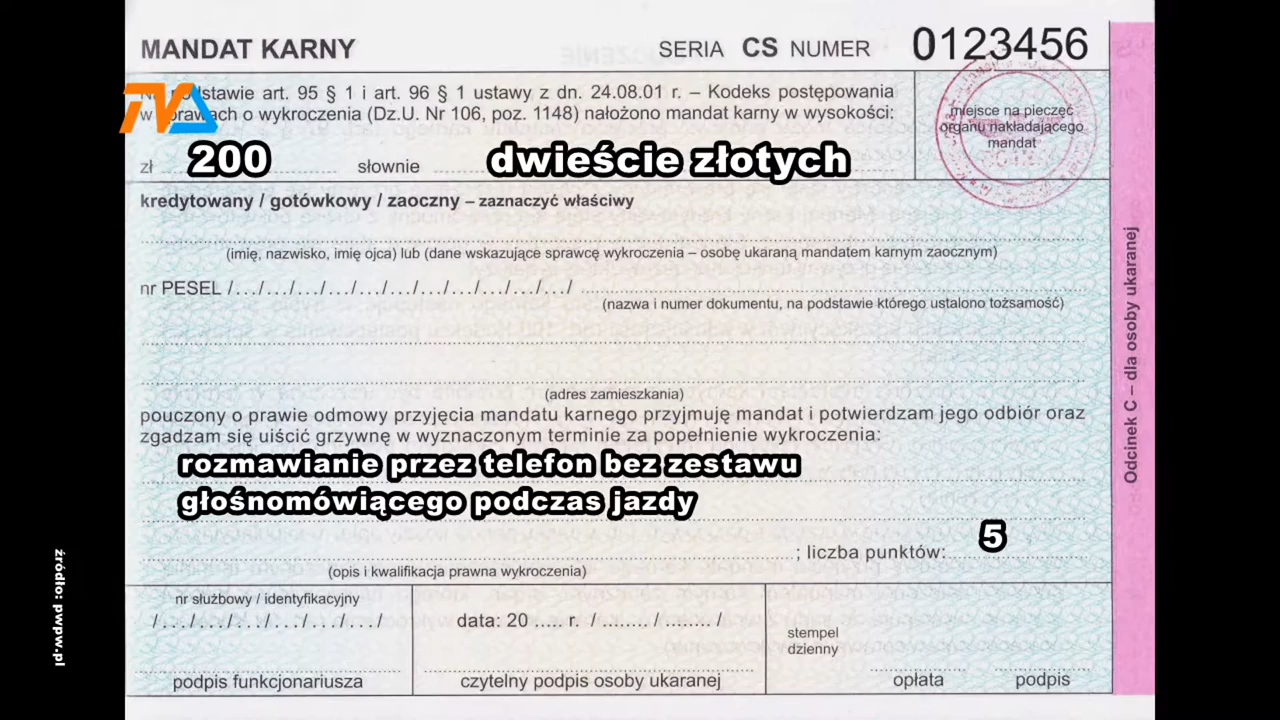 MANDAT KARNY
SERIA CS NUMER 0123456
TVA
podstawie art. 95 § 1 i art. 96 § 1 ustawy z dn. 24.08.01 r. – Kodeks postępowania
w sprawach o wykroczenia (Dz.U. Nr 106, poz. 1148) nałożono mandat karny w wysokości:
miejsce na pieczęć
organu nakładającego
mandat
zł 200 słownie dwieście złotych
kredytowany / gotówkowy / zaoczny – zaznaczyć właściwy
(imię, nazwisko, imię ojca) lub (dane wskazujące sprawcę wykroczenia – osobę ukaraną mandatem karnym zaocznym)
nr PESEL /.../.../.../.../.../.../.../.../.../.../.../
(nazwa i numer dokumentu, na podstawie którego ustalono tożsamość)
(adres zamieszkania)
pouczony o prawie odmowy przyjęcia mandatu karnego przyjmuję mandat i potwierdzam jego odbiór oraz
zgadzam się uiścić grzywnę w wyznaczonym terminie za popełnienie wykroczenia:
rozmawianie przez telefon bez zestawu
głośnomówiącego podczas jazdy
; liczba punktów: 5
(opis i kwalifikacja prawna wykroczenia)
nr służbowy / identyfikacyjny
/.../.../.../.../.../.../
podpis funkcjonariusza
data: 20...... r. /......../......../
czytelny podpis osoby ukaranej
stempel
dzienny
opłata podpis
Odcinek C – dla osoby ukaranej
źródło: pwpw.pl